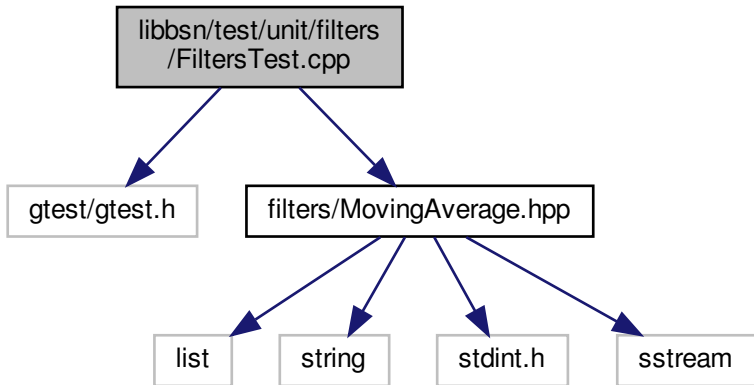 libbsn/test/unit/filters
/FiltersTest.cpp
gtest/gtest.h
filters/MovingAverage.hpp
list
string
stdint.h
sstream